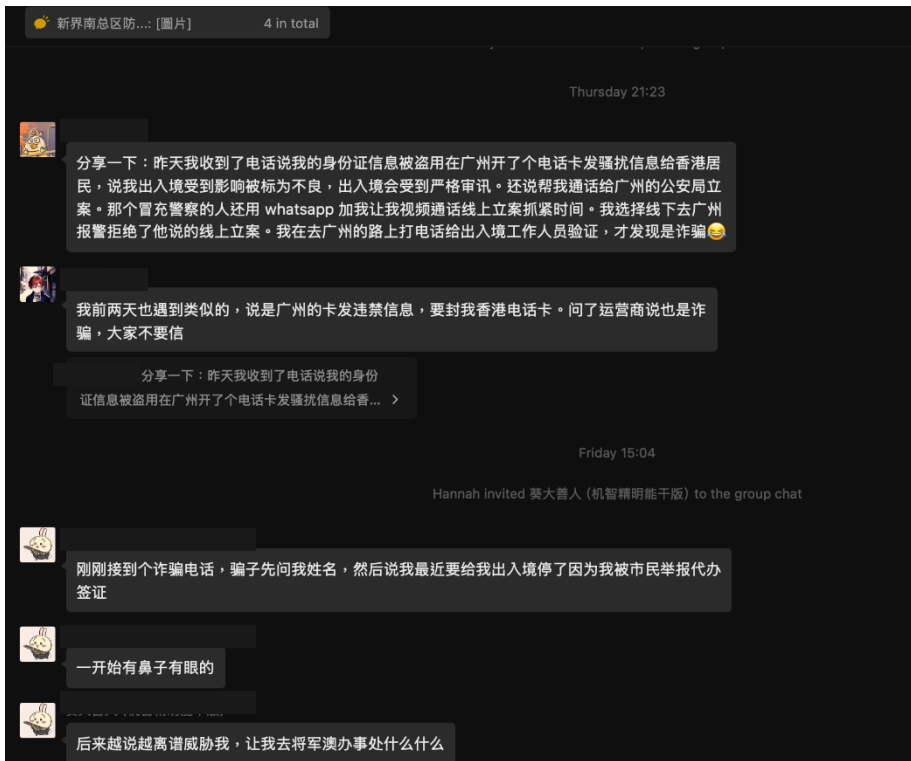 新界南总区防...: [圖片] 4 in total
Thursday 21:23
分享一下：昨天我收到了电话说我的身份证信息被盗用在广州开了个电话卡发骚扰信息给香港居
民，说我出入境受到影响被标为不良，出入境会受到严格审讯。还说帮我通话给广州的公安局立
案。那个冒充警察的人还用 whatsapp 加我让我视频通话线上立案抓紧时间。我选择线下去广州
报警拒绝了他说的线上立案。我在去广州的路上打电话给出入境工作人员验证，才发现是诈骗😂
我前两天也遇到类似的，说是广州的卡发违禁信息，要封我香港电话卡。问了运营商说也是诈
骗，大家不要信
分享一下：昨天我收到了电话说我的身份
证信息被盗用在广州开了个电话卡发骚扰信息给香...
Friday 15:04
Hannah invited 葵大善人 (机智精明能干版) to the group chat
刚刚接到个诈骗电话，骗子先问我姓名，然后说我最近要给我出入境停了因为我被市民举报代办
签证
一开始有鼻子有眼的
后来越说越离谱威胁我，让我去将军澳办事处什么什么